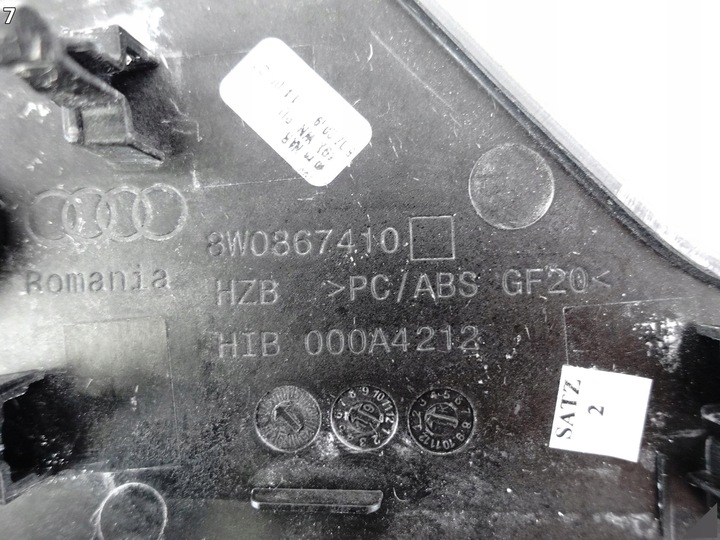 7
8W0867410
Romania
HZB >PC/ABS GF20<
HIB 000A4212
SATZ
2